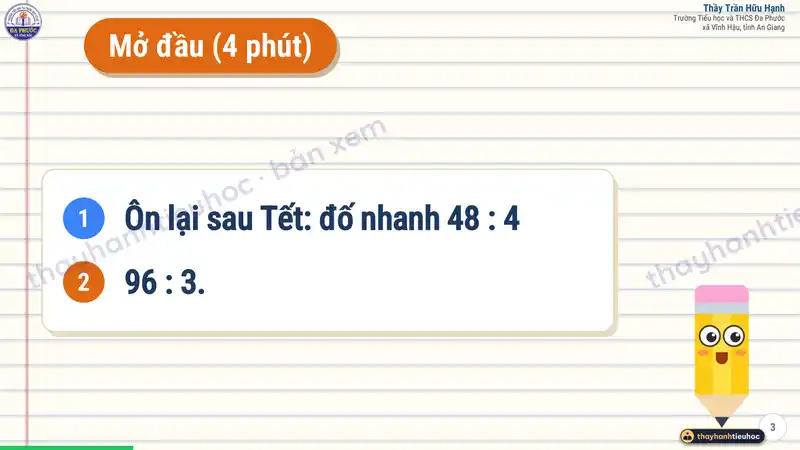 Thầy Trần Hữu Hạnh
Trường Tiểu học và THCS Đa Phước
xã Vĩnh Hậu, tỉnh An Giang
ĐA PHƯỚC
Mở đầu (4 phút)
thayhanhtieuhoc · bản xem
1 Ôn lại sau Tết: đố nhanh 48 : 4
2 96 : 3.
thayhanhtie
3
thayhanhtieuhoc